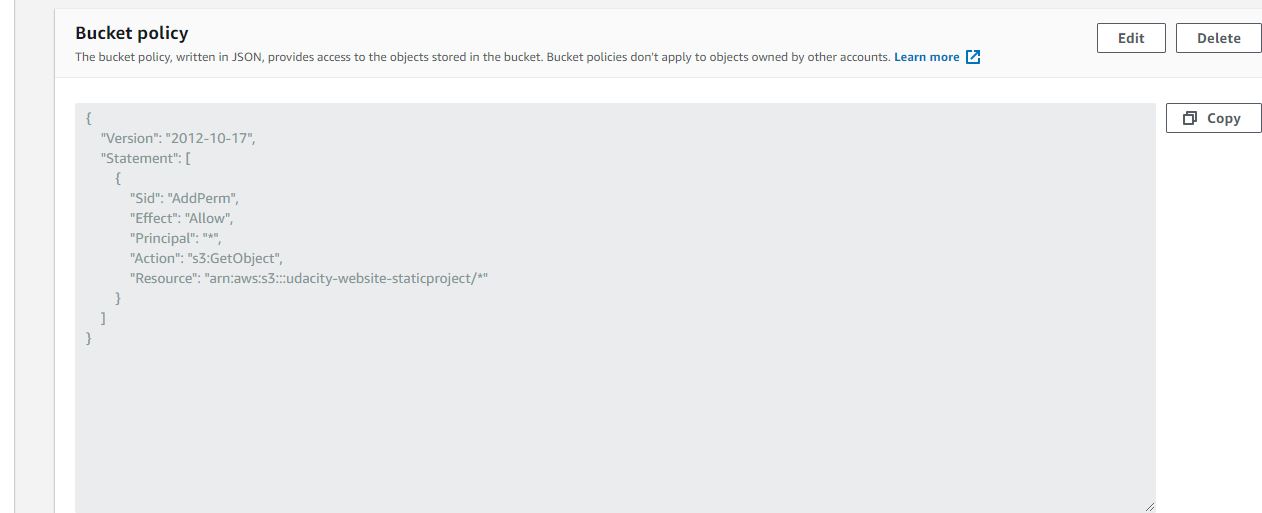 Bucket policy
Edit
Delete
The bucket policy, written in JSON, provides access to the objects stored in the bucket. Bucket policies don't apply to objects owned by other accounts. Learn more
Copy
{
"Version": "2012-10-17",
"Statement": [
{
"Sid": "AddPerm",
"Effect": "Allow",
"Principal": "*",
"Action": "s3:GetObject",
"Resource": "arn:aws:s3:::udacity-website-staticproject/*"
}
]
}